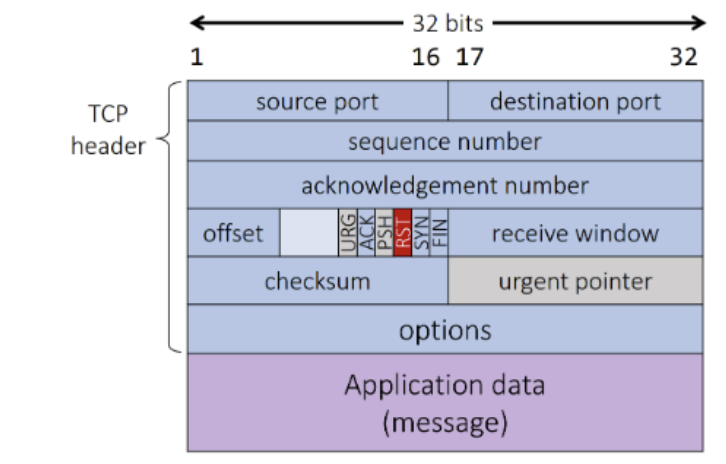 32 bits
1 16 17 32
TCP
header
source port destination port
sequence number
acknowledgement number
offset URG ACK PSH RST SYN FIN receive window
checksum urgent pointer
options
Application data
(message)